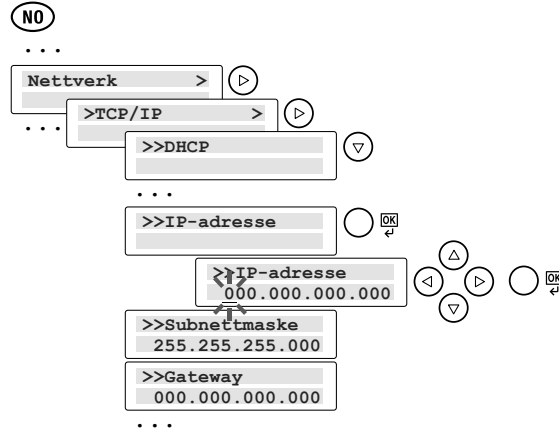 NO
...
Nettverk >
>TCP/IP >
...
>>DHCP
...
>>IP-adresse
OK
>>IP-adresse
000.000.000.000
OK
>>Subnettmaske
255.255.255.000
>>Gateway
000.000.000.000
...